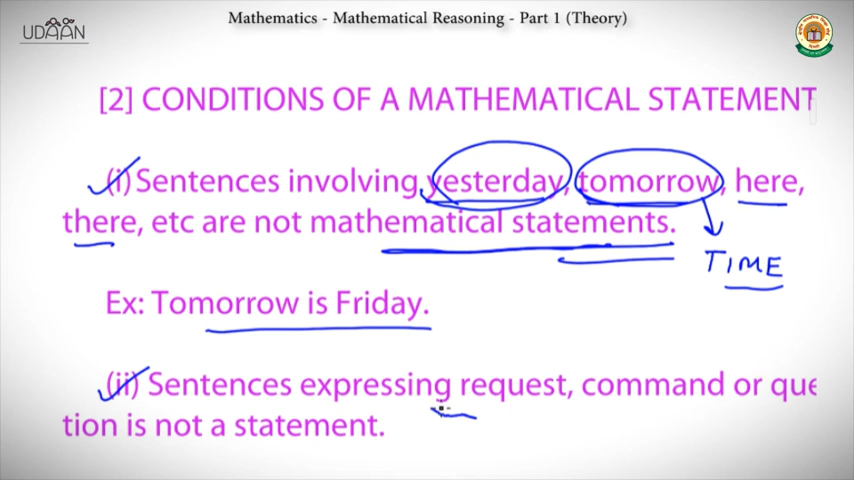 Mathematics - Mathematical Reasoning - Part 1 (Theory)
UDAAN
[2] CONDITIONS OF A MATHEMATICAL STATEMENT
(i) Sentences involving yesterday, tomorrow, here,
there, etc are not mathematical statements.
TIME
Ex: Tomorrow is Friday.
(ii) Sentences expressing request, command or que
tion is not a statement.